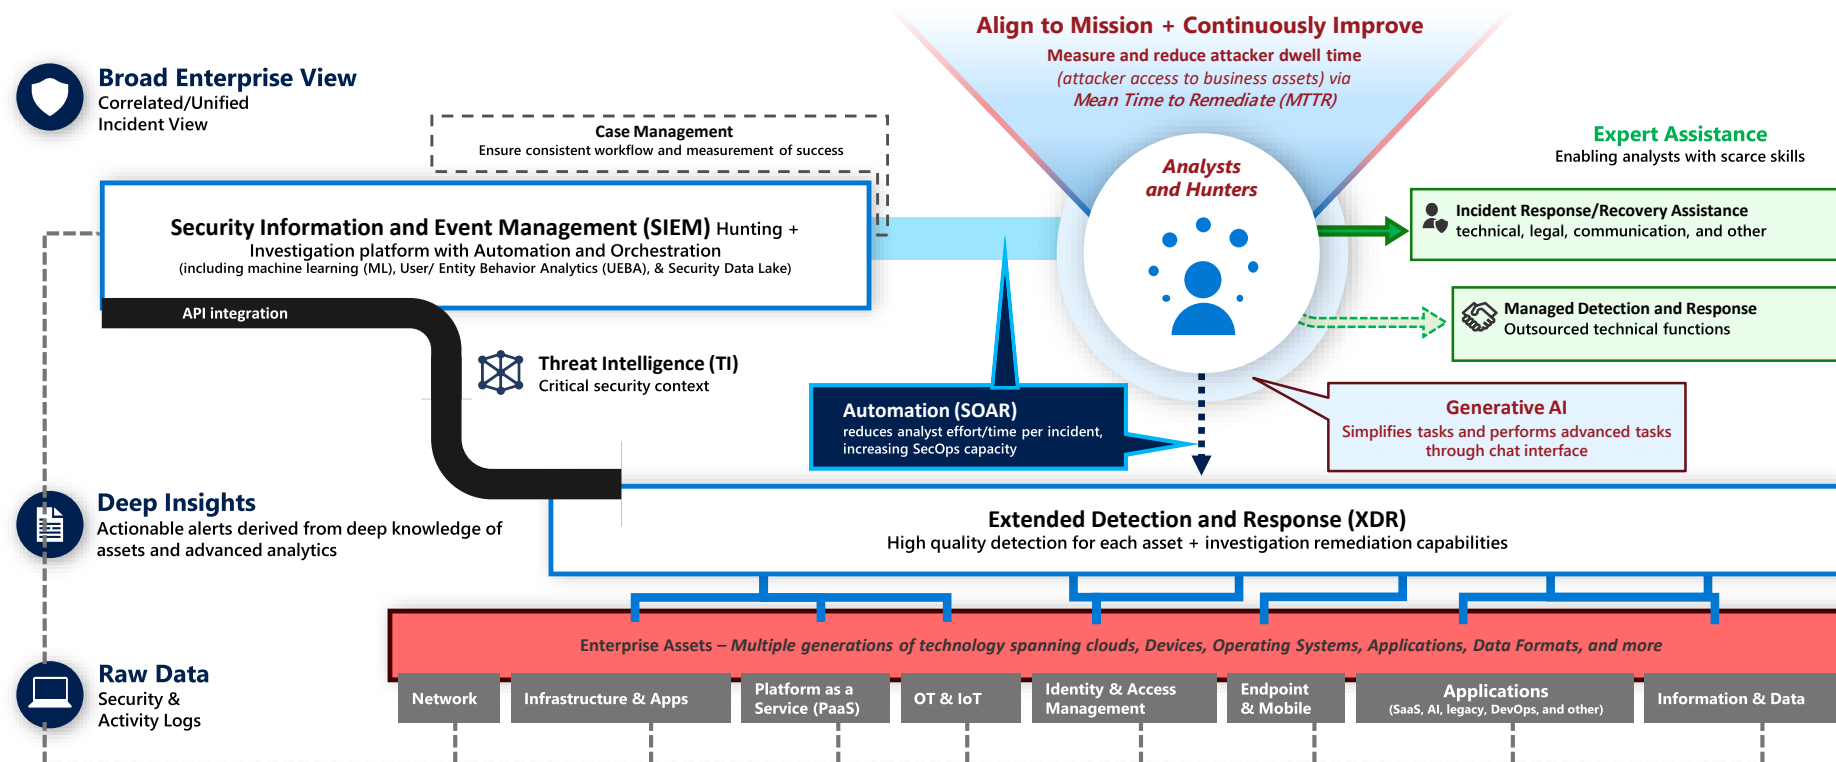 Align to Mission + Continuously Improve
Measure and reduce attacker dwell time
(attacker access to business assets) via
Mean Time to Remediate (MTTR)
Broad Enterprise View
Correlated/Unified
Incident View
Case Management
Ensure consistent workflow and measurement of success
Analysts
and Hunters
Expert Assistance
Enabling analysts with scarce skills
Security Information and Event Management (SIEM) Hunting +
Investigation platform with Automation and Orchestration
(including machine learning (ML), User/ Entity Behavior Analytics (UEBA), & Security Data Lake)
Incident Response/Recovery Assistance
technical, legal, communication, and other
API integration
Managed Detection and Response
Outsourced technical functions
Threat Intelligence (TI)
Critical security context
Automation (SOAR)
reduces analyst effort/time per incident,
increasing SecOps capacity
Generative AI
Simplifies tasks and performs advanced tasks
through chat interface
Deep Insights
Actionable alerts derived from deep knowledge of
assets and advanced analytics
Extended Detection and Response (XDR)
High quality detection for each asset + investigation remediation capabilities
Enterprise Assets – Multiple generations of technology spanning clouds, Devices, Operating Systems, Applications, Data Formats, and more
Raw Data
Security &
Activity Logs
Network
Infrastructure & Apps
Platform as a
Service (PaaS)
OT & IoT
Identity & Access
Management
Endpoint
& Mobile
Applications
(SaaS, AI, legacy, DevOps, and other)
Information & Data